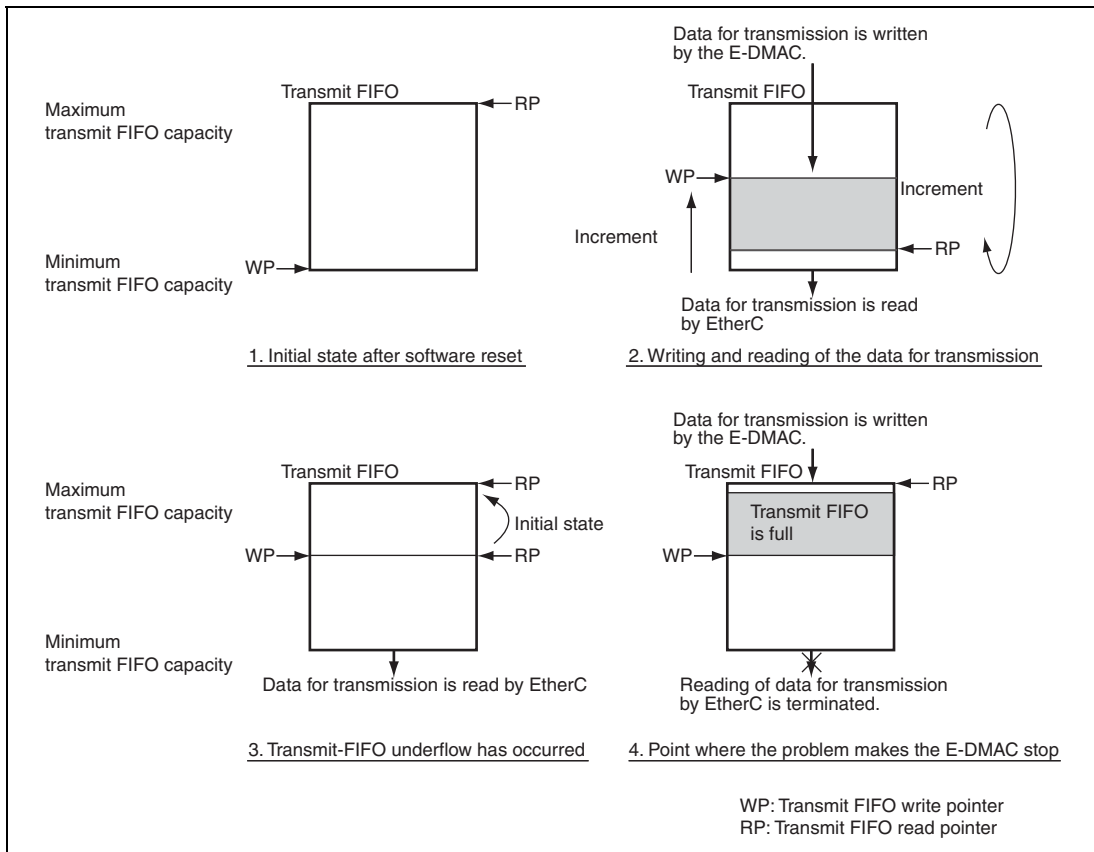 Transmit FIFO
RP
Maximum
transmit FIFO capacity
Minimum
transmit FIFO capacity
WP
1. Initial state after software reset
Data for transmission is written
by the E-DMAC.
Transmit FIFO
WP
Increment
Increment
RP
Data for transmission is read
by EtherC
2. Writing and reading of the data for transmission
Transmit FIFO
RP
Maximum
transmit FIFO capacity
Initial state
WP
RP
Minimum
transmit FIFO capacity
Data for transmission is read by EtherC
3. Transmit-FIFO underflow has occurred
Data for transmission is written
by the E-DMAC.
Transmit FIFO
RP
Transmit FIFO
is full
WP
Reading of data for transmission
by EtherC is terminated.
4. Point where the problem makes the E-DMAC stop
WP: Transmit FIFO write pointer
RP: Transmit FIFO read pointer